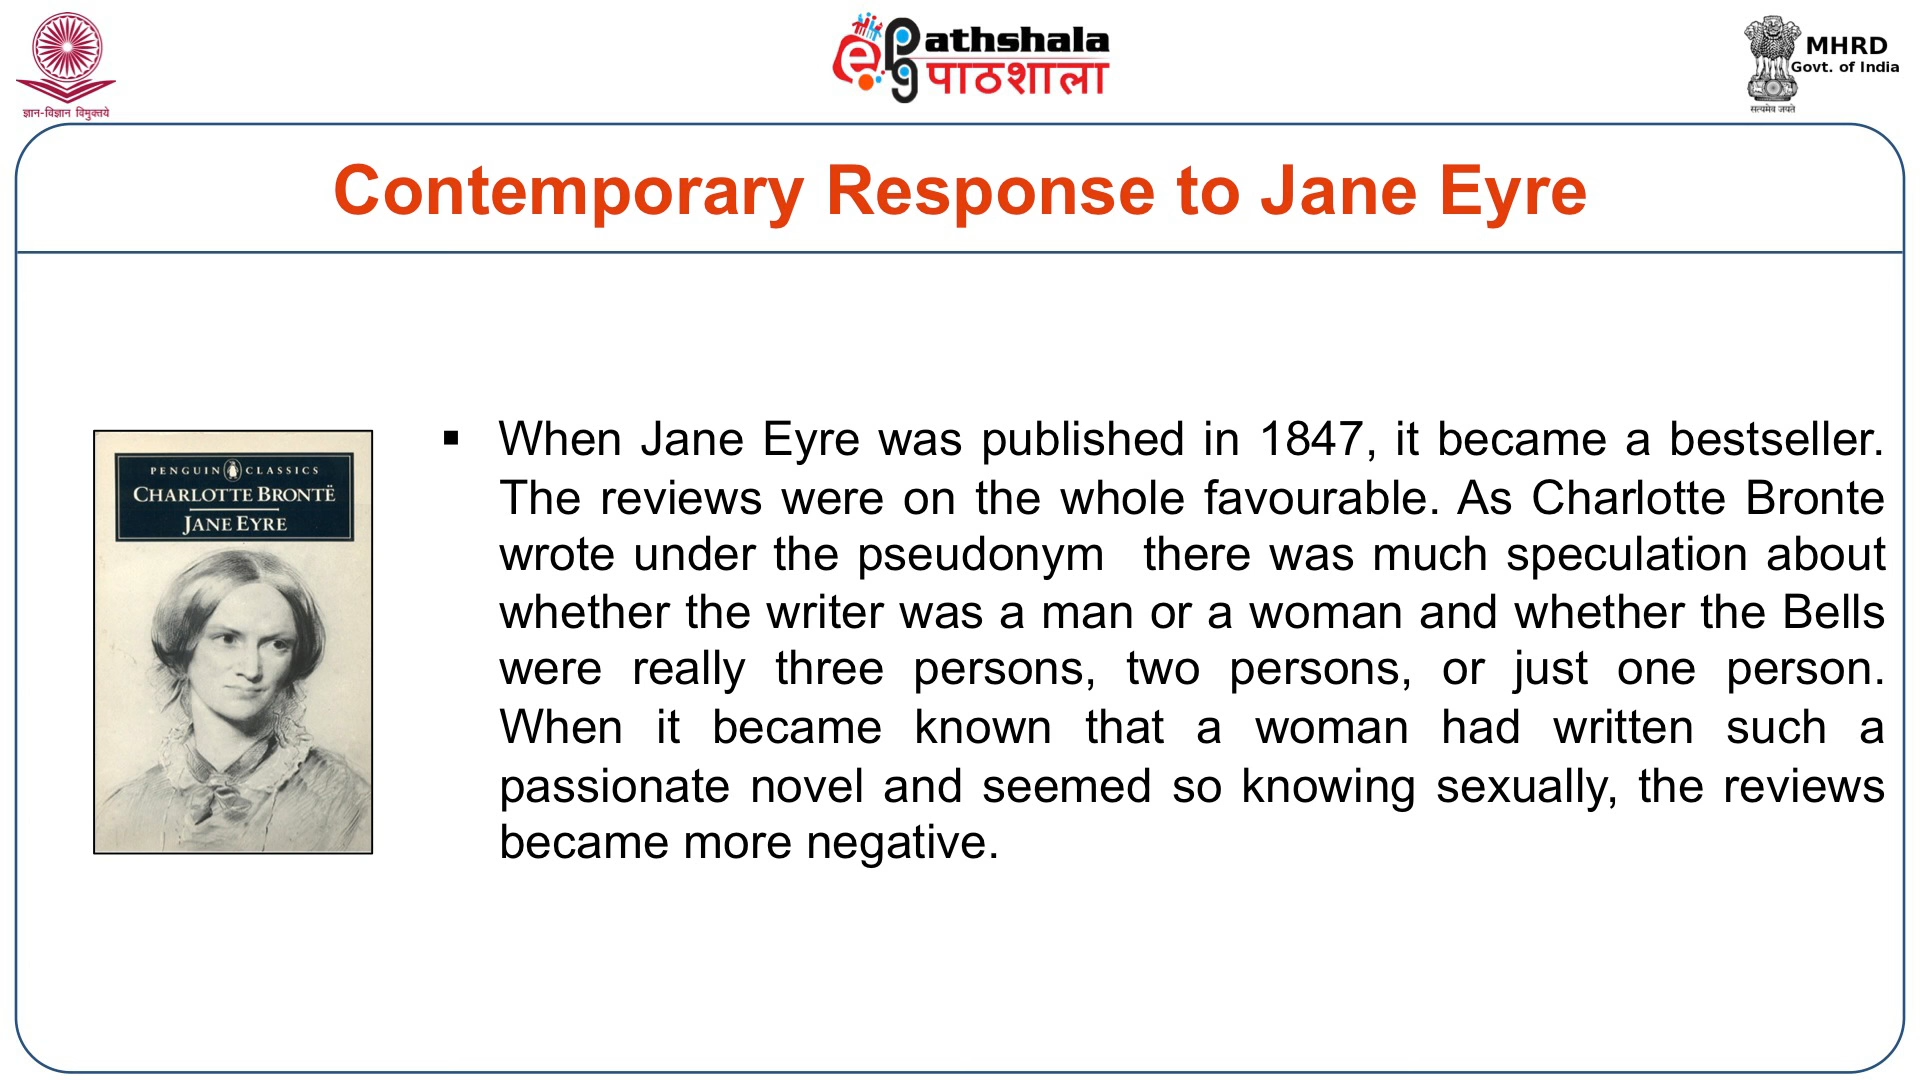 ज्ञान-विज्ञान विमुक्तये
e PG Pathshala
पाठशाला
MHRD
Govt. of India
सत्यमेव जयते
Contemporary Response to Jane Eyre
PENGUIN CLASSICS
CHARLOTTE BRONTË
JANE EYRE
▪ When Jane Eyre was published in 1847, it became a bestseller.
The reviews were on the whole favourable. As Charlotte Bronte
wrote under the pseudonym  there was much speculation about
whether the writer was a man or a woman and whether the Bells
were really three persons, two persons, or just one person.
When it became known that a woman had written such a
passionate novel and seemed so knowing sexually, the reviews
became more negative.